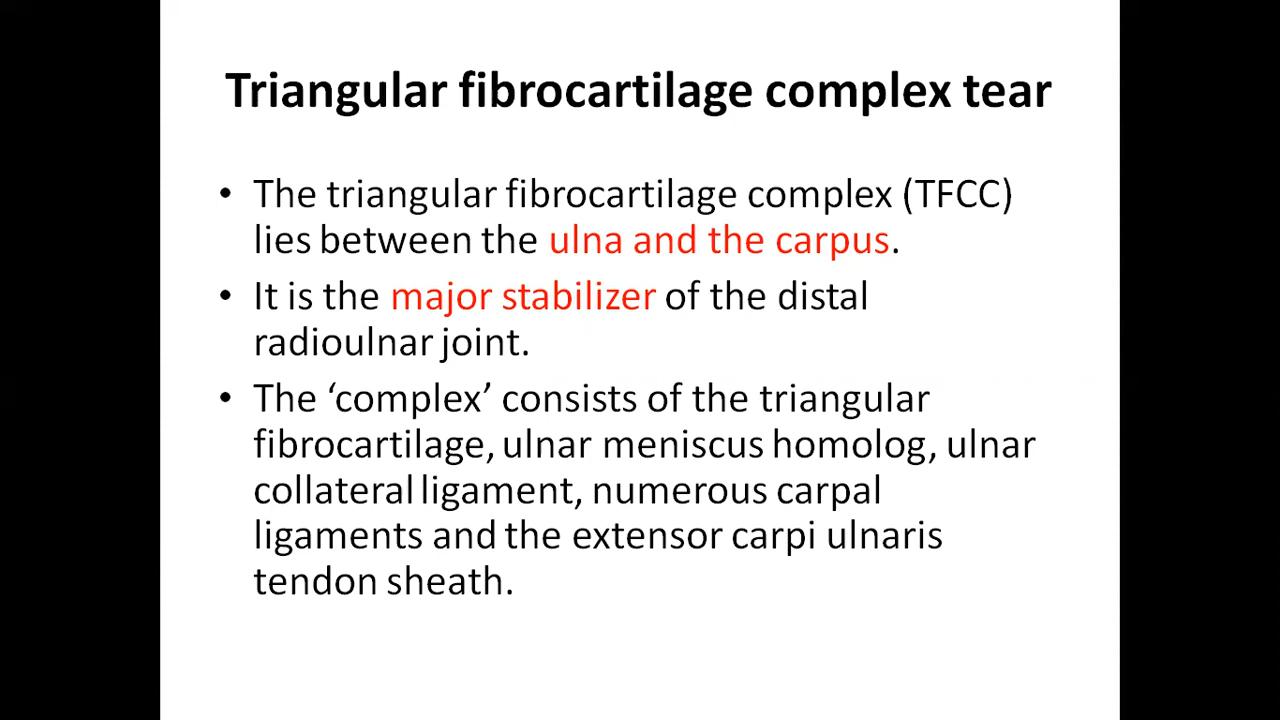 Triangular fibrocartilage complex tear
• The triangular fibrocartilage complex (TFCC)
lies between the ulna and the carpus.
• It is the major stabilizer of the distal
radioulnar joint.
• The ‘complex’ consists of the triangular
fibrocartilage, ulnar meniscus homolog, ulnar
collateral ligament, numerous carpal
ligaments and the extensor carpi ulnaris
tendon sheath.